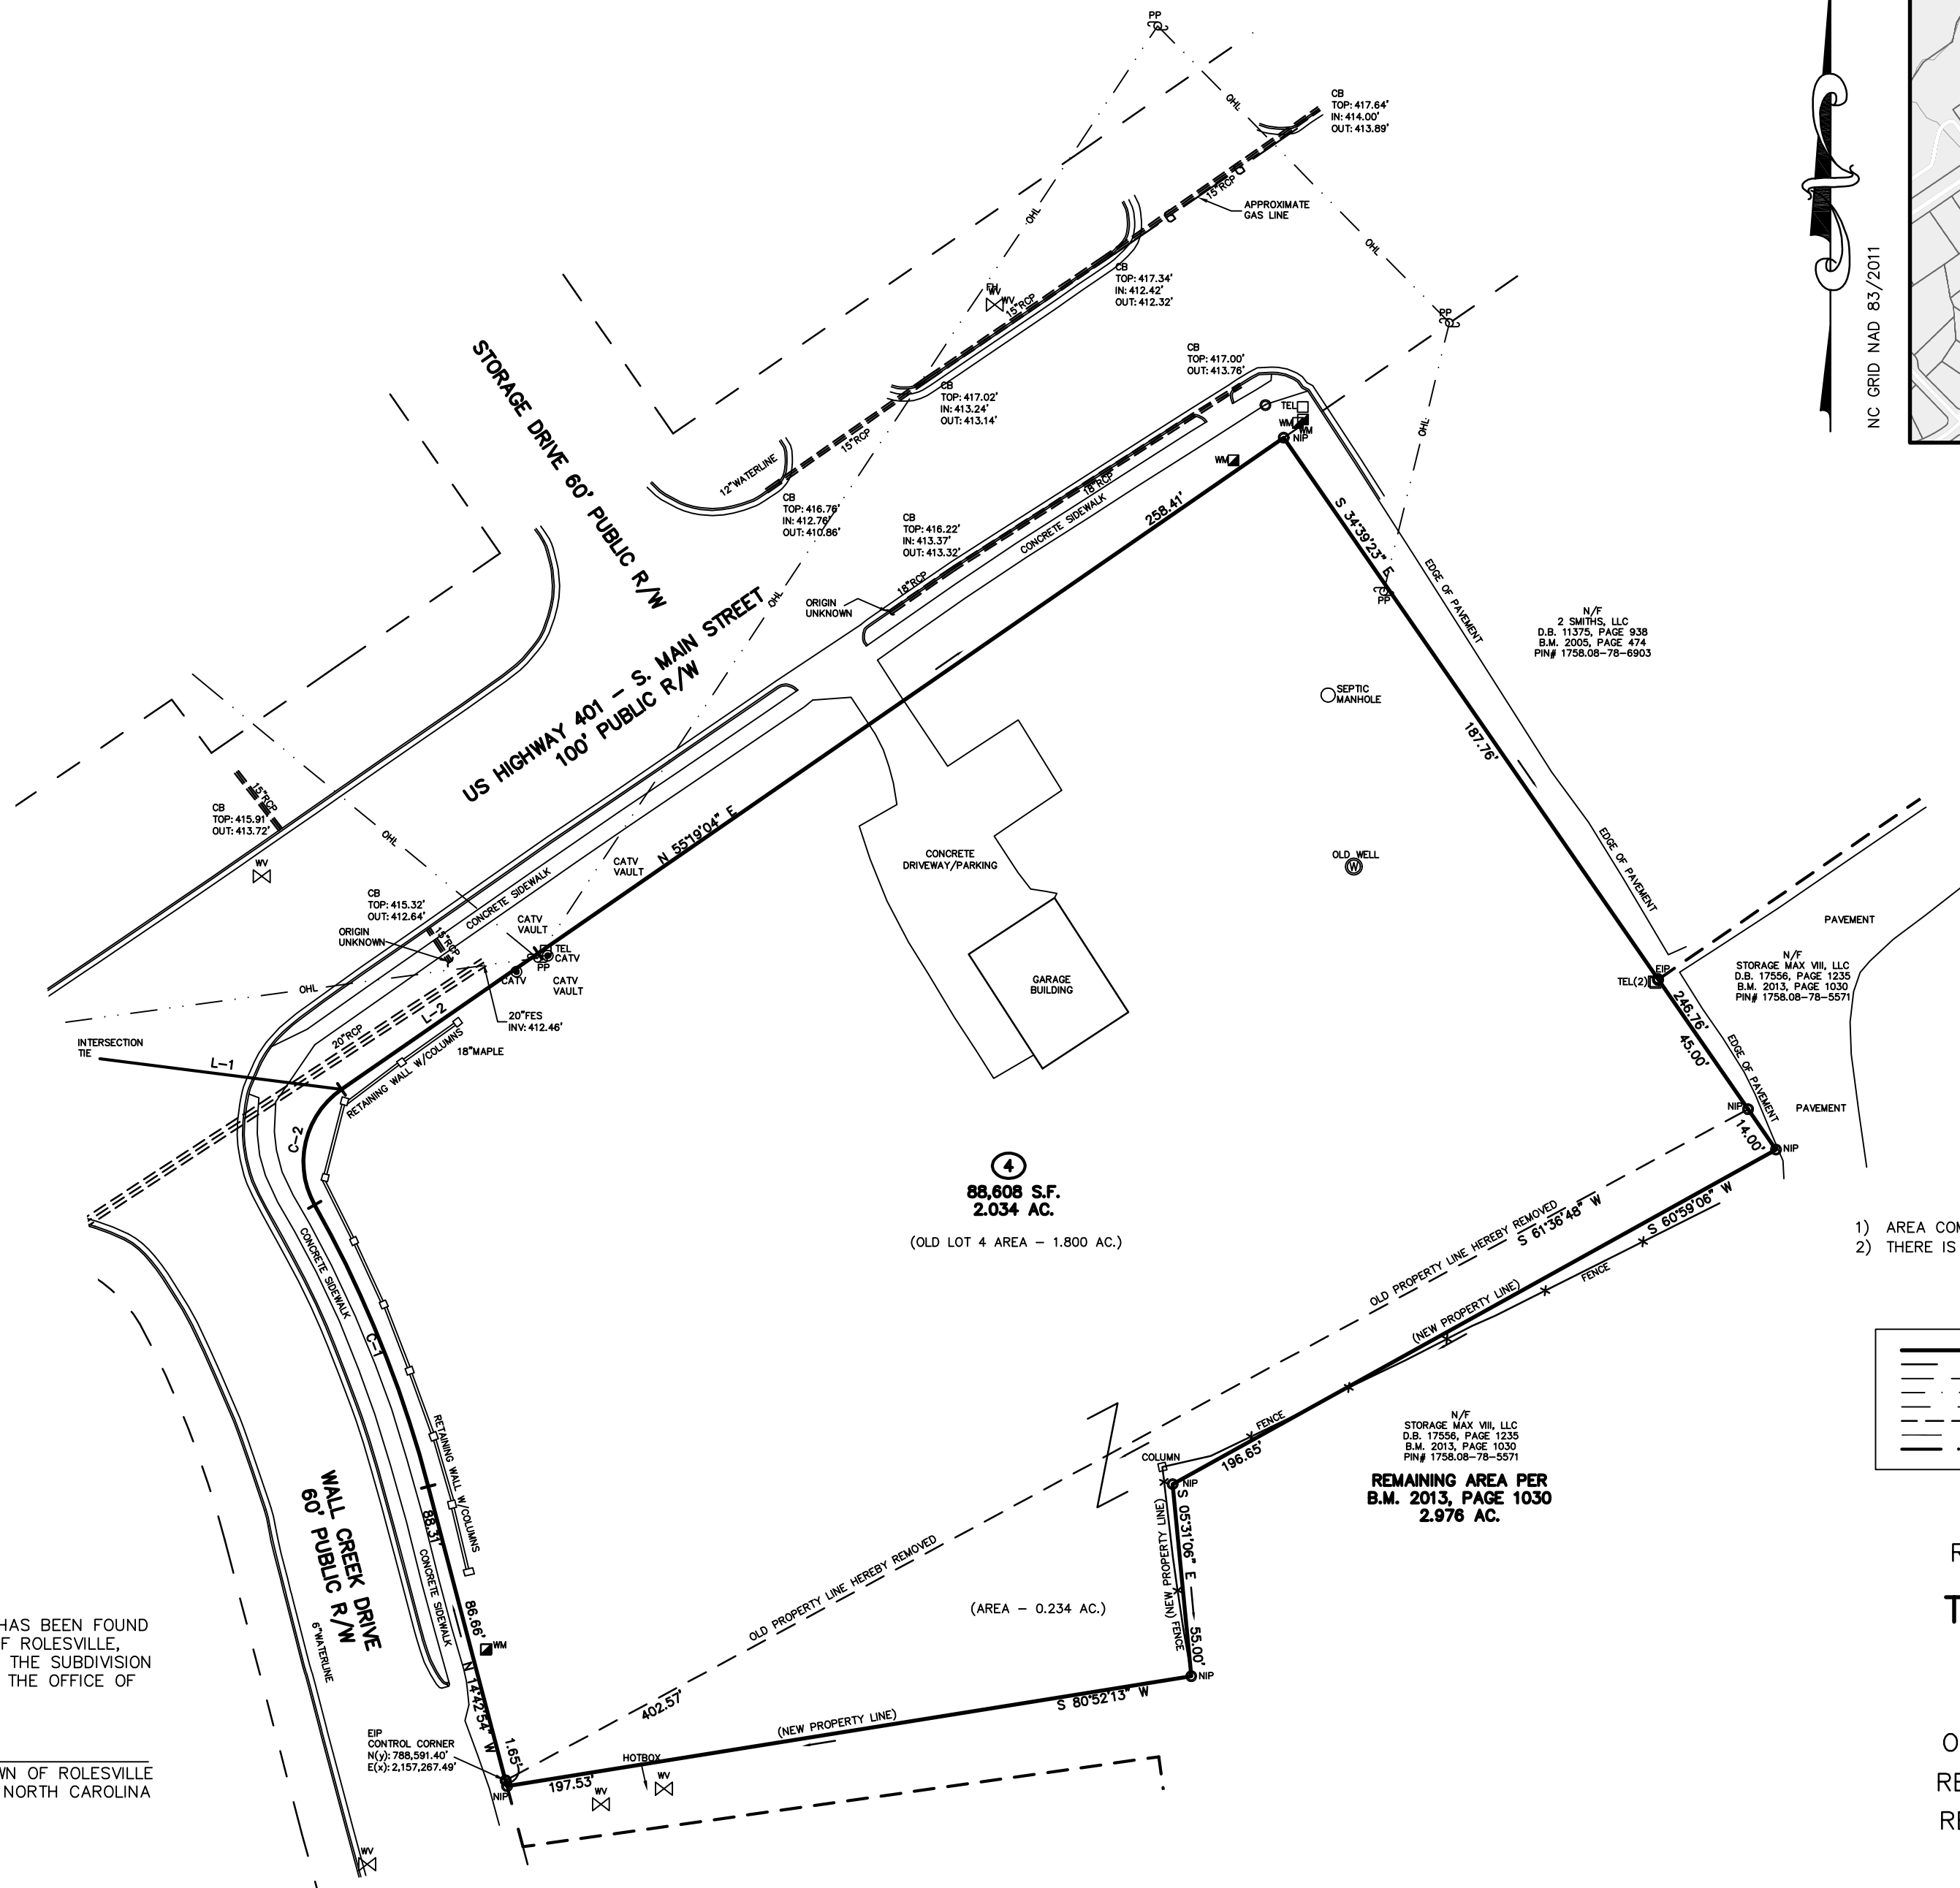 PP
OHL
CB
TOP: 417.64'
IN: 414.00'
OUT: 413.89'
15"RCP
APPROXIMATE
GAS LINE
OHL
OHL
NC GRID NAD 83/2011
CB
TOP: 417.34'
IN: 412.42'
OUT: 412.32'
FH
WV
WV
15"RCP
PP
OHL
STORAGE DRIVE 60' PUBLIC R/W
CB
TOP: 417.00'
OUT: 413.76'
CB
TOP: 417.02'
IN: 413.24'
OUT: 413.14'
TEL
WM
WM
NIP
WM
15"RCP
12"WATERLINE
CB
TOP: 416.76'
IN: 412.76'
OUT: 410.86'
18"RCP
CONCRETE SIDEWALK
258.41'
CB
TOP: 416.22'
IN: 413.37'
OUT: 413.32'
18"RCP
ORIGIN
UNKNOWN
OHL
S 34°39'23" E
PP
EDGE OF PAVEMENT
N/F
2 SMITHS, LLC
D.B. 11375, PAGE 938
B.M. 2005, PAGE 474
PIN# 1758.08-78-6903
US HIGHWAY 401 - S. MAIN STREET
100' PUBLIC R/W
SEPTIC
MANHOLE
187.76'
15"RCP
CB
TOP: 415.91'
OUT: 413.72'
WV
OHL
N 55°19'04" E
CATV
VAULT
CONCRETE
DRIVEWAY/PARKING
OLD WELL
W
EDGE OF PAVEMENT
CB
TOP: 415.32'
OUT: 412.64'
CONCRETE SIDEWALK
CATV
VAULT
ORIGIN
UNKNOWN
15"RCP
TEL
CATV
PP
CATV
CATV
VAULT
PAVEMENT
N/F
STORAGE MAX VIII, LLC
D.B. 17556, PAGE 1235
B.M. 2013, PAGE 1030
PIN# 1758.08-78-5571
EIP
TEL(2)
246.76'
45.00'
GARAGE
BUILDING
OHL
L-2
20"FES
INV: 412.46'
20"RCP
INTERSECTION
TIE
L-1
18"MAPLE
RETAINING WALL W/COLUMNS
EDGE OF PAVEMENT
NIP
PAVEMENT
14.00'
NIP
C-2
4
88,608 S.F.
2.034 AC.
(OLD LOT 4 AREA - 1.800 AC.)
OLD PROPERTY LINE HEREBY REMOVED
S 61°36'48" W
S 60°59'06" W
1) AREA COM
2) THERE IS
CONCRETE SIDEWALK
FENCE
(NEW PROPERTY LINE)
C-1
RETAINING WALL W/COLUMNS
FENCE
196.65'
N/F
STORAGE MAX VIII, LLC
D.B. 17556, PAGE 1235
B.M. 2013, PAGE 1030
PIN# 1758.08-78-5571
REMAINING AREA PER
B.M. 2013, PAGE 1030
2.976 AC.
COLUMN
NIP
S 05°31'06" E
55.00'
(NEW PROPERTY LINE)
(NEW) FENCE
WALL CREEK DRIVE
60' PUBLIC R/W
88.31'
CONCRETE SIDEWALK
OLD PROPERTY LINE HEREBY REMOVED
(AREA - 0.234 AC.)
R
T
HAS BEEN FOUND
F ROLESVILLE,
THE SUBDIVISION
THE OFFICE OF
6"WATERLINE
86.66'
WM
N 14°42'54" W
NIP
402.57'
S 80°52'13" W
(NEW PROPERTY LINE)
EIP
CONTROL CORNER
N(y): 788,591.40'
E(x): 2,157,267.49'
1.65'
HOTBOX
WV
197.53'
WV
NIP
WN OF ROLESVILLE
NORTH CAROLINA
WV
O
RE
RE